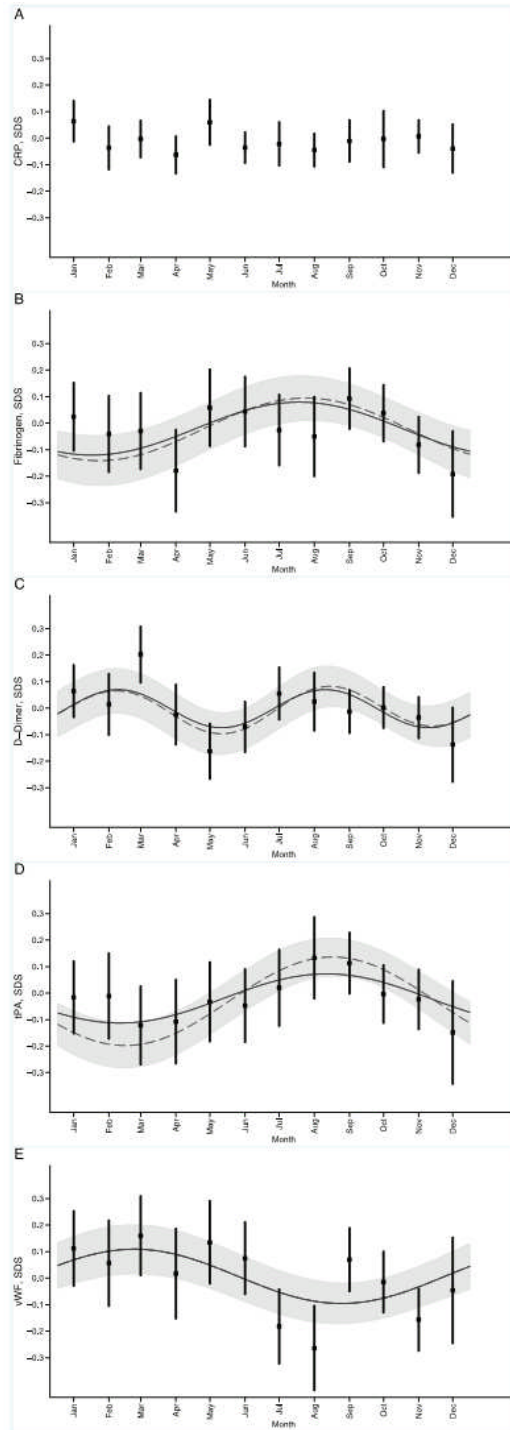 A
0.3
0.2
0.1
0.0
−0.1
−0.2
−0.3
CRP, SDS
Jan Feb Mar Apr May Jun Jul Aug Sep Oct Nov Dec
Month
B
0.3
0.2
0.1
0.0
−0.1
−0.2
−0.3
Fibrinogen, SDS
Jan Feb Mar Apr May Jun Jul Aug Sep Oct Nov Dec
Month
C
0.3
0.2
0.1
0.0
−0.1
−0.2
−0.3
D−Dimer, SDS
Jan Feb Mar Apr May Jun Jul Aug Sep Oct Nov Dec
Month
D
0.3
0.2
0.1
0.0
−0.1
−0.2
−0.3
tPA, SDS
Jan Feb Mar Apr May Jun Jul Aug Sep Oct Nov Dec
Month
E
0.3
0.2
0.1
0.0
−0.1
−0.2
−0.3
vWF, SDS
Jan Feb Mar Apr May Jun Jul Aug Sep Oct Nov Dec
Month